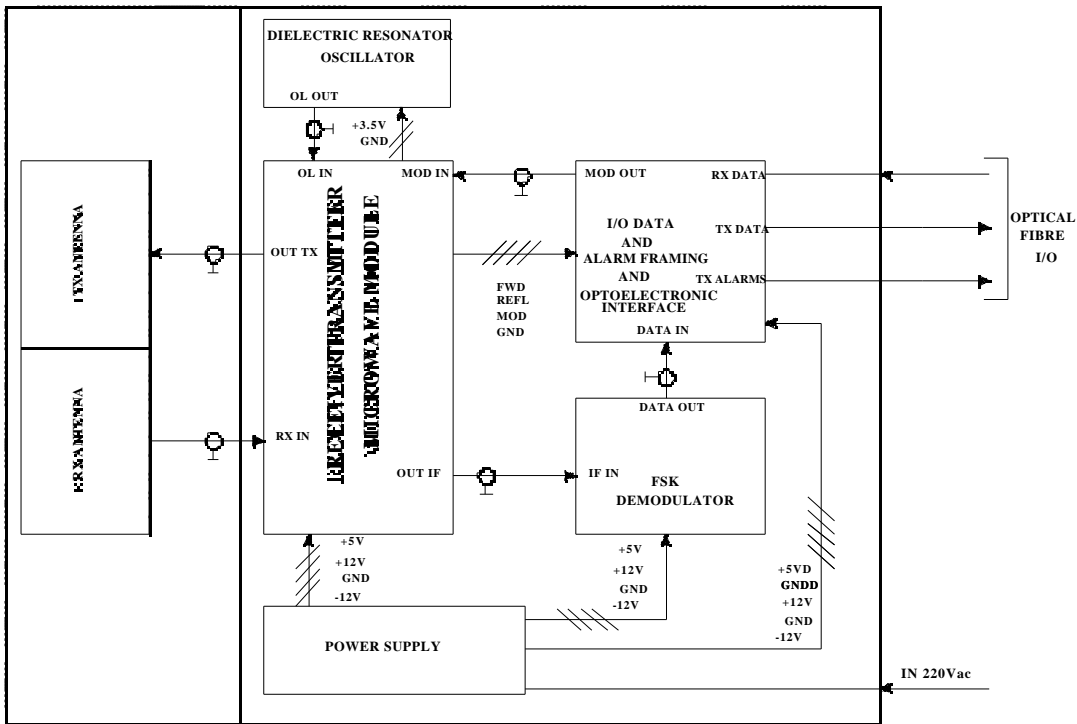 DIELECTRIC RESONATOR
OSCILLATOR
OL OUT
+3.5V
GND
OL IN
MOD IN
OUT TX
RX IN
OUT IF
MODULE
MOD OUT
RX DATA
I/O DATA
AND
ALARM FRAMING
AND
OPTOELECTRONIC
INTERFACE
TX DATA
TX ALARMS
DATA IN
OPTICAL
FIBRE
I/O
FWD
REFL
MOD
GND
DATA OUT
IF IN
FSK
DEMODULATOR
+5V
+12V
GND
-12V
+5V
+12V
GND
-12V
+5VD
GNDD
+12V
GND
-12V
POWER SUPPLY
IN 220Vac